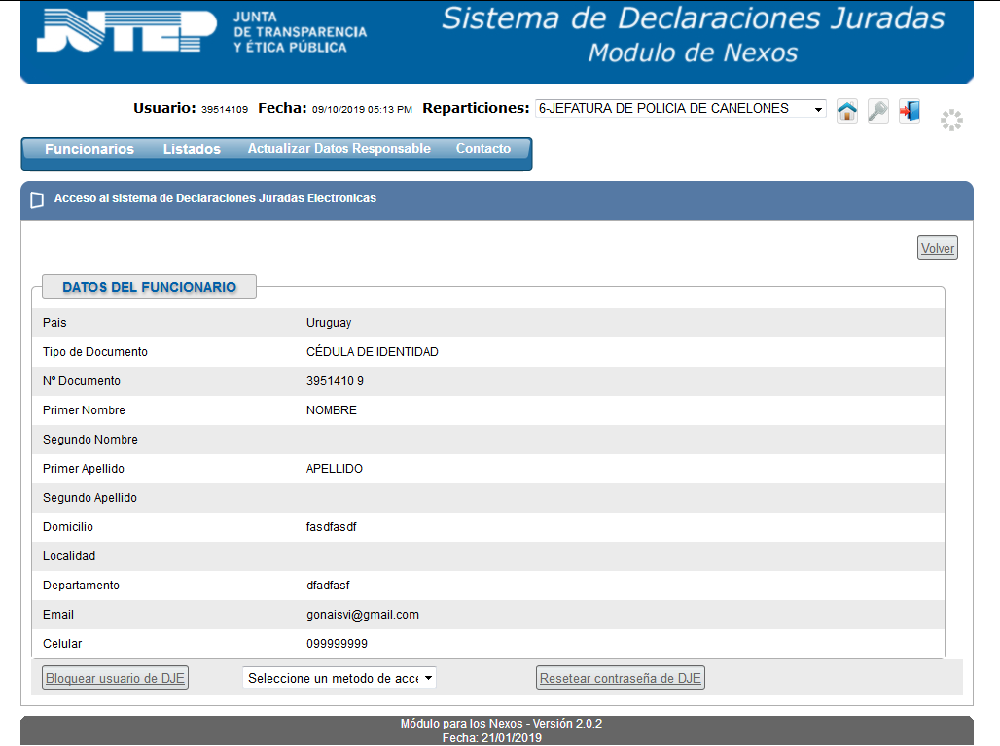 JUTEP
JUNTA
DE TRANSPARENCIA
Y ÉTICA PÚBLICA
Sistema de Declaraciones Juradas
Modulo de Nexos
Usuario: 39514109 Fecha: 09/10/2019 05:13 PM Reparticiones: 6-JEFATURA DE POLICIA DE CANELONES
Funcionarios Listados Actualizar Datos Responsable Contacto
Acceso al sistema de Declaraciones Juradas Electronicas
Volver
DATOS DEL FUNCIONARIO
Pais Uruguay
Tipo de Documento CÉDULA DE IDENTIDAD
Nº Documento 3951410 9
Primer Nombre NOMBRE
Segundo Nombre
Primer Apellido APELLIDO
Segundo Apellido
Domicilio fasdfasdf
Localidad
Departamento dfadfasf
Email gonaisvi@gmail.com
Celular 099999999
Bloquear usuario de DJE Seleccione un metodo de acce Resetear contraseña de DJE
Módulo para los Nexos - Versión 2.0.2
Fecha: 21/01/2019